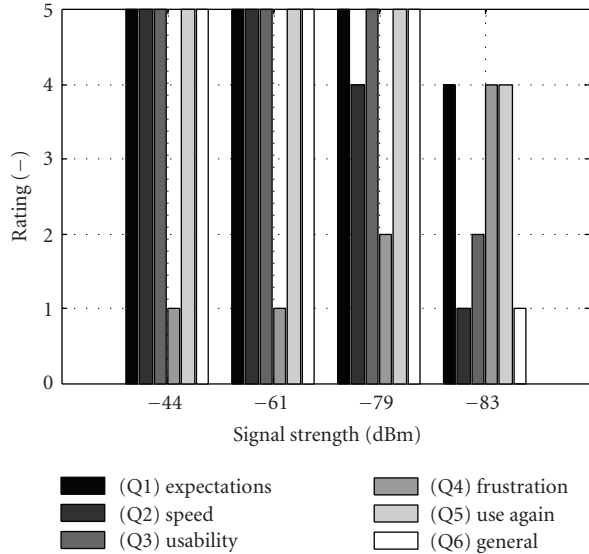 5
4
3
2
1
0
Rating (−)
−44 −61 −79 −83
Signal strength (dBm)
(Q1) expectations
(Q2) speed
(Q3) usability
(Q4) frustration
(Q5) use again
(Q6) general